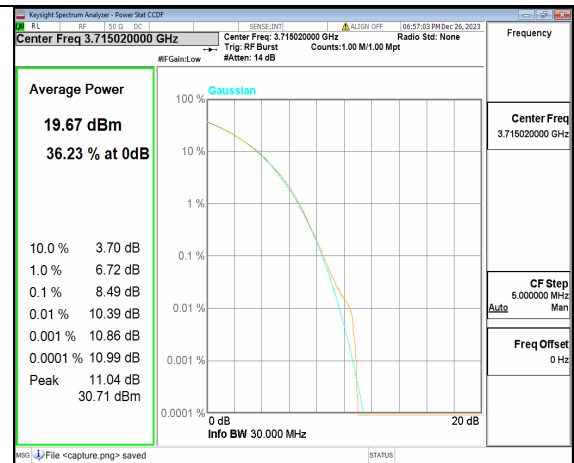 Keysight Spectrum Analyzer - Power Stat CCDF
RL RF 50 Ω DC SENSE:INT ALIGN OFF 06:57:03 PM Dec 26, 2023
Center Freq 3.715020000 GHz
Center Freq: 3.715020000 GHz Radio Std: None
Trig: RF Burst Counts:1.00 M/1.00 Mpt
#IFGain:Low #Atten: 14 dB
Frequency
Average Power
19.67 dBm
36.23 % at 0dB
10.0 % 3.70 dB
1.0 % 6.72 dB
0.1 % 8.49 dB
0.01 % 10.39 dB
0.001 % 10.86 dB
0.0001 % 10.99 dB
Peak 11.04 dB
30.71 dBm
Gaussian
100 %
10 %
1 %
0.1 %
0.01 %
0.001 %
0.0001 %
0 dB 20 dB
Info BW 30.000 MHz
Center Freq
3.715020000 GHz
CF Step
5.000000 MHz
Auto Man
Freq Offset
0 Hz
MSG File <capture.png> saved STATUS